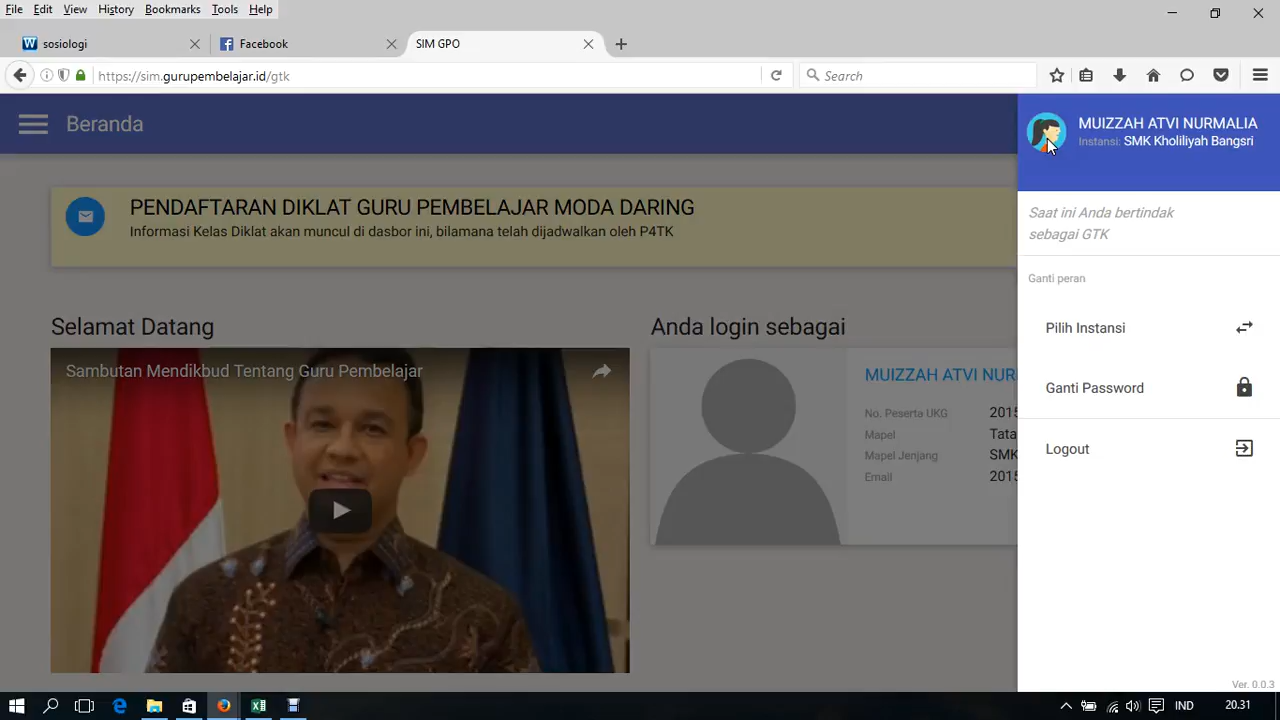 File Edit View History Bookmarks Tools Help
sosiologi
Facebook
SIM GPO
https://sim.gurupembelajar.id/gtk
Search
Beranda
MUIZZAH ATVI NURMALIA
Instansi: SMK Kholiliyah Bangsri
PENDAFTARAN DIKLAT GURU PEMBELAJAR MODA DARING
Informasi Kelas Diklat akan muncul di dasbor ini, bilamana telah dijadwalkan oleh P4TK
Saat ini Anda bertindak
sebagai GTK
Ganti peran
Pilih Instansi
Ganti Password
Logout
Selamat Datang
Sambutan Mendikbud Tentang Guru Pembelajar
Anda login sebagai
MUIZZAH ATVI NUR
No. Peserta UKG 2015
Mapel Tata
Mapel Jenjang SMK
Email 2015
Ver. 0.0.3
IND
20.31